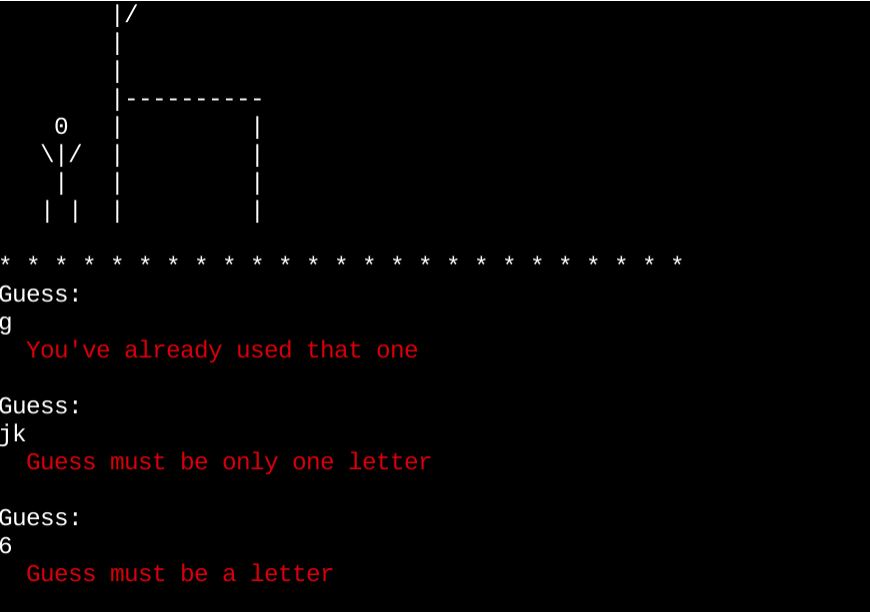 |/
|
|
|----------
0 | |
\|/ | |
| | |
| | | |
* * * * * * * * * * * * * * * * * * * * * * * * *
Guess:
g
You've already used that one
Guess:
jk
Guess must be only one letter
Guess:
6
Guess must be a letter